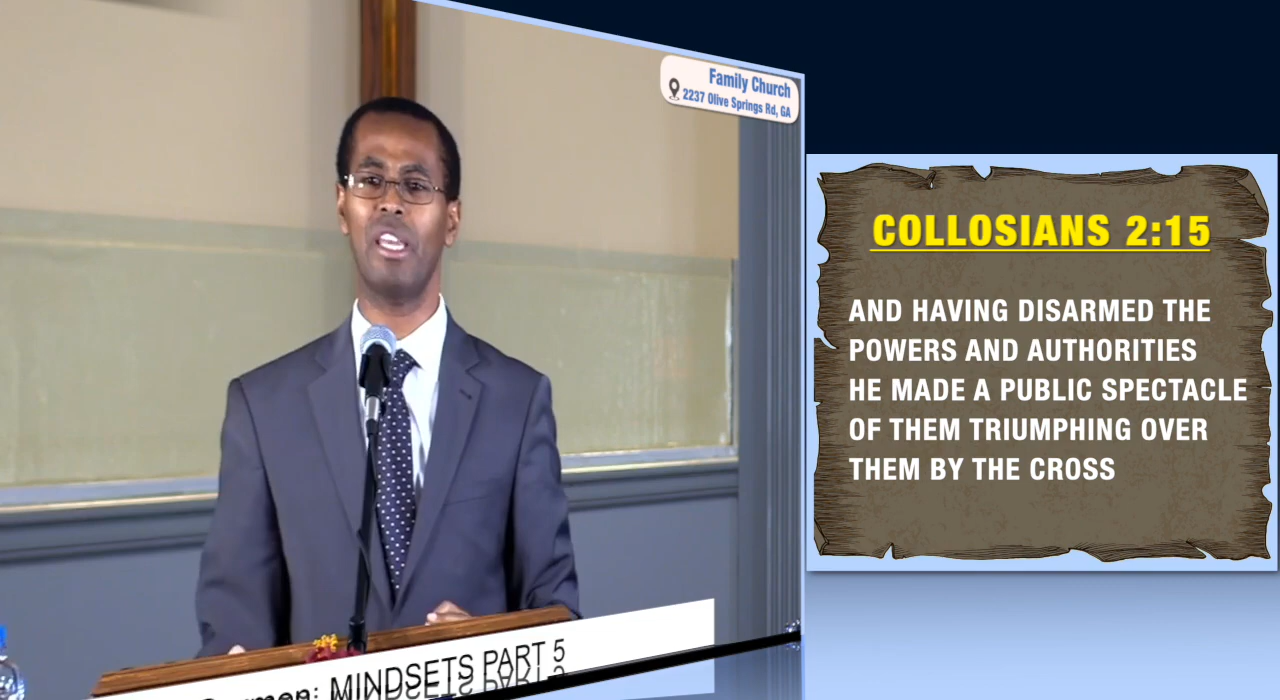 Family Church
2237 Olive Springs Rd, GA
COLLOSIANS 2:15
AND HAVING DISARMED THE
POWERS AND AUTHORITIES
HE MADE A PUBLIC SPECTACLE
OF THEM TRIUMPHING OVER
THEM BY THE CROSS
MINDSETS PART 5